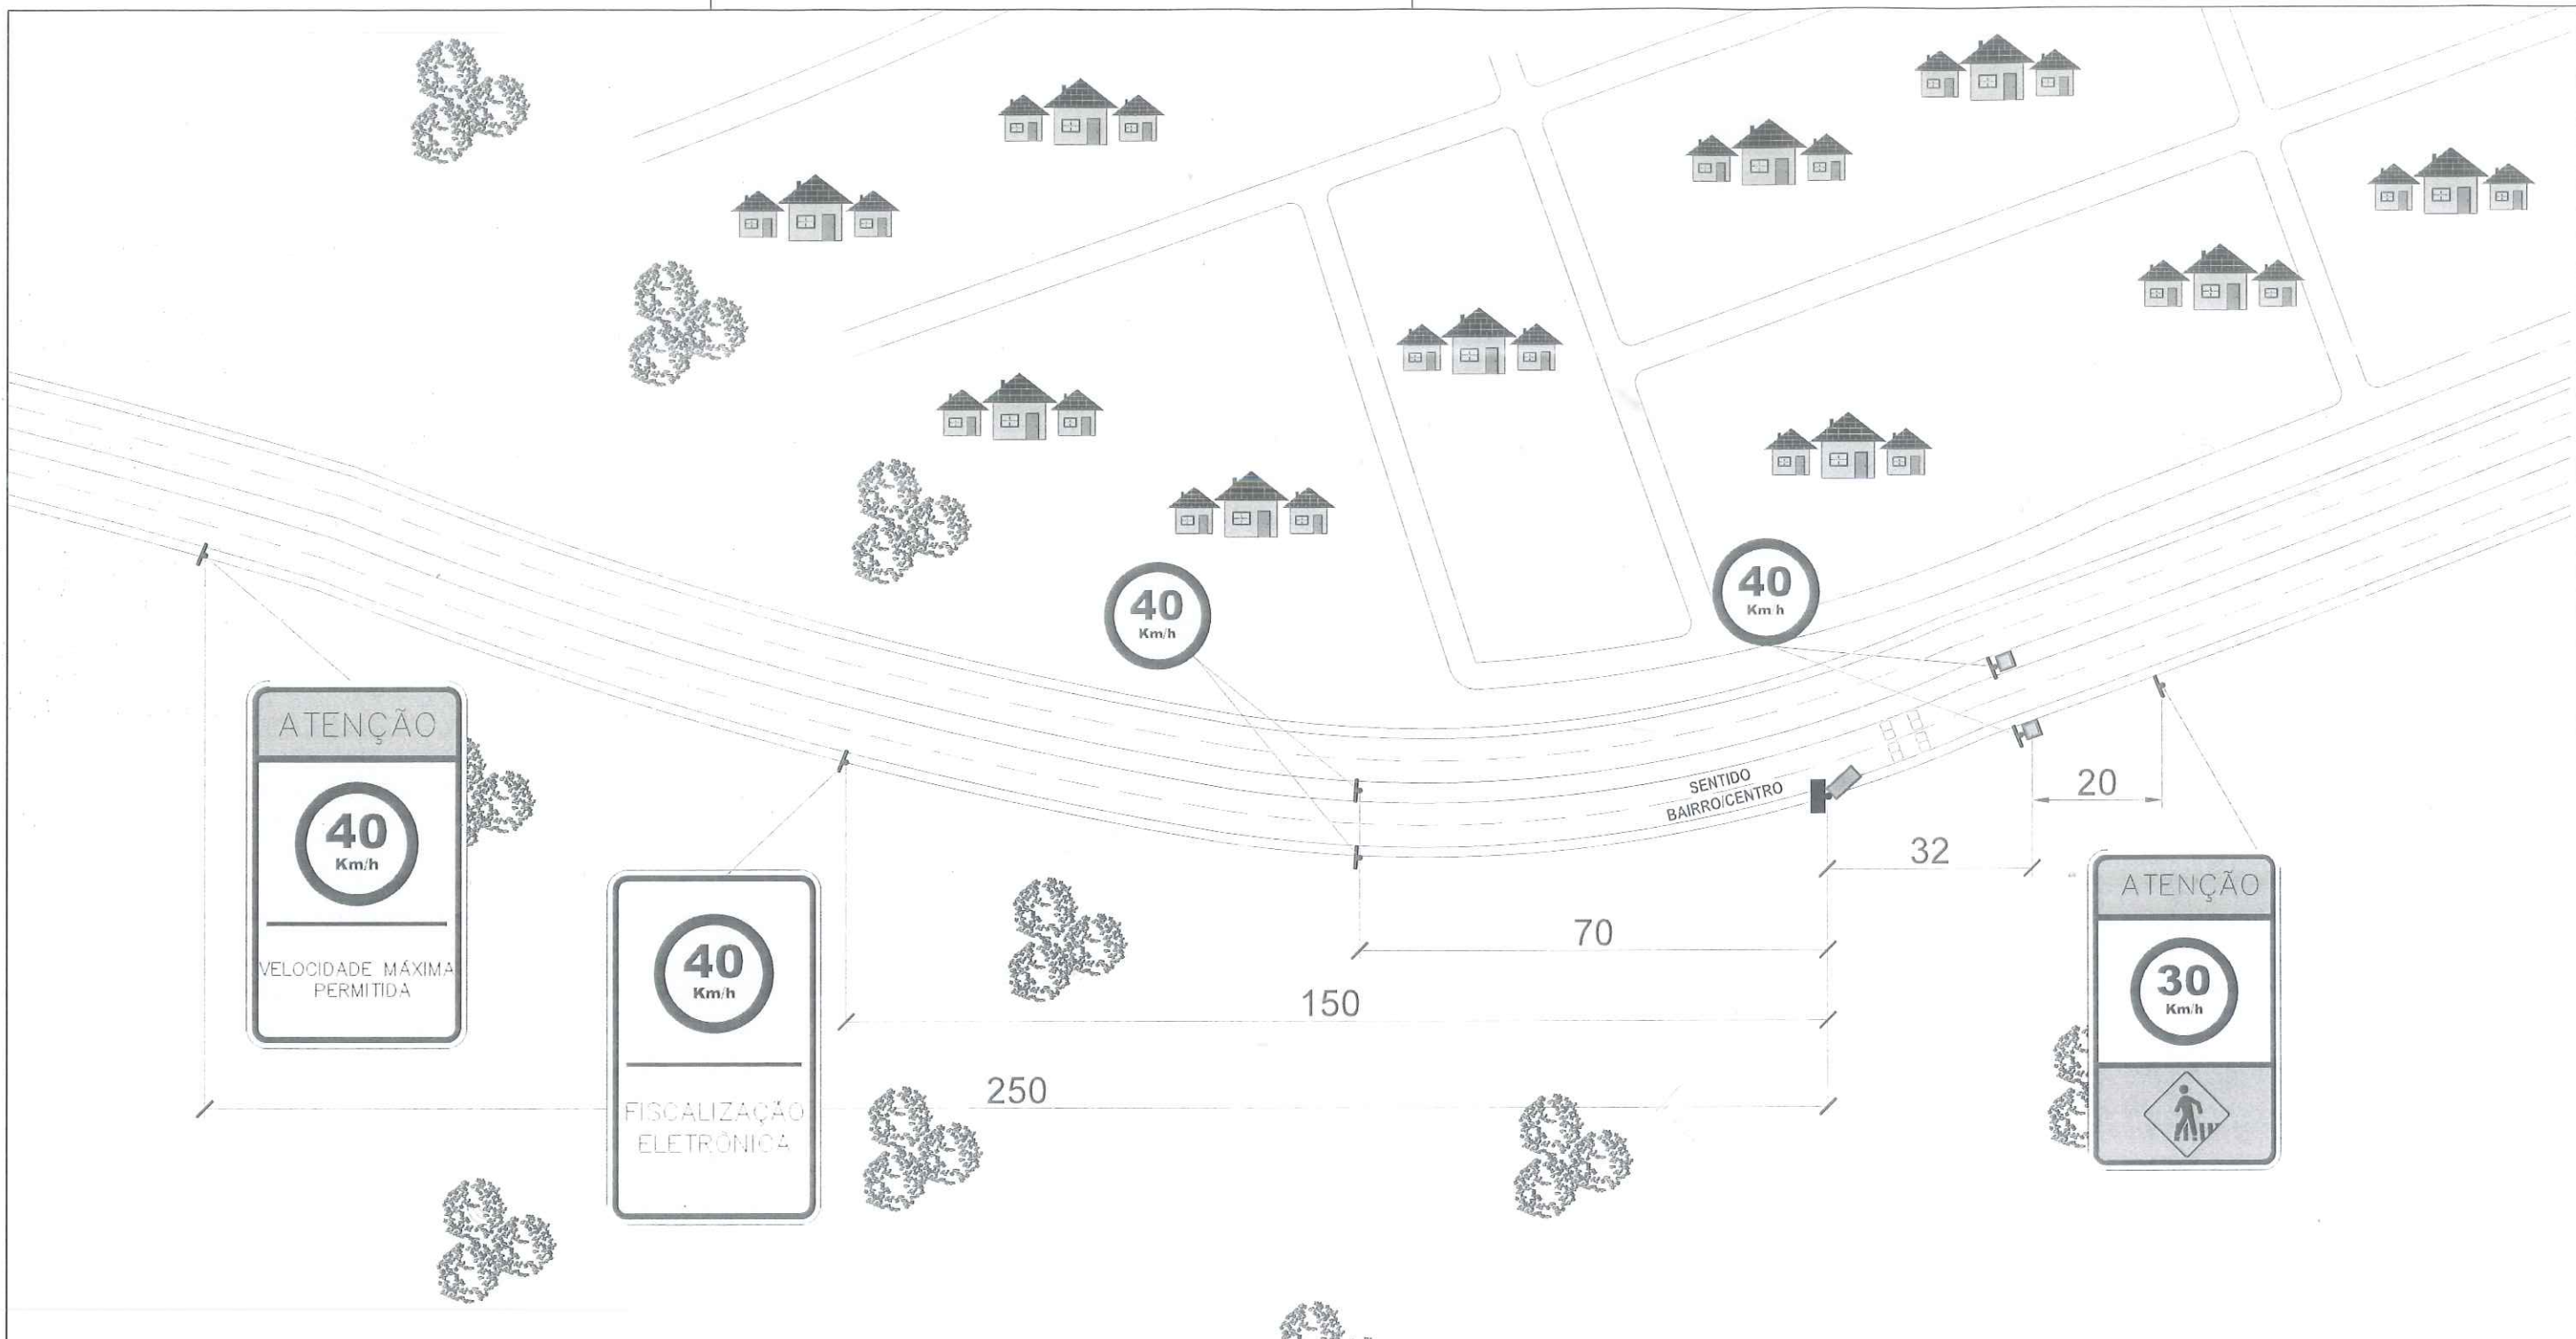 40
Km/h
40
Km/h
ATENÇÃO
40
Km/h
VELOCIDADE MÁXIMA
PERMITIDA
40
Km/h
FISCALIZAÇÃO
ELETRÔNICA
SENTIDO
BAIRRO/CENTRO
20
32
70
150
250
ATENÇÃO
30
Km/h